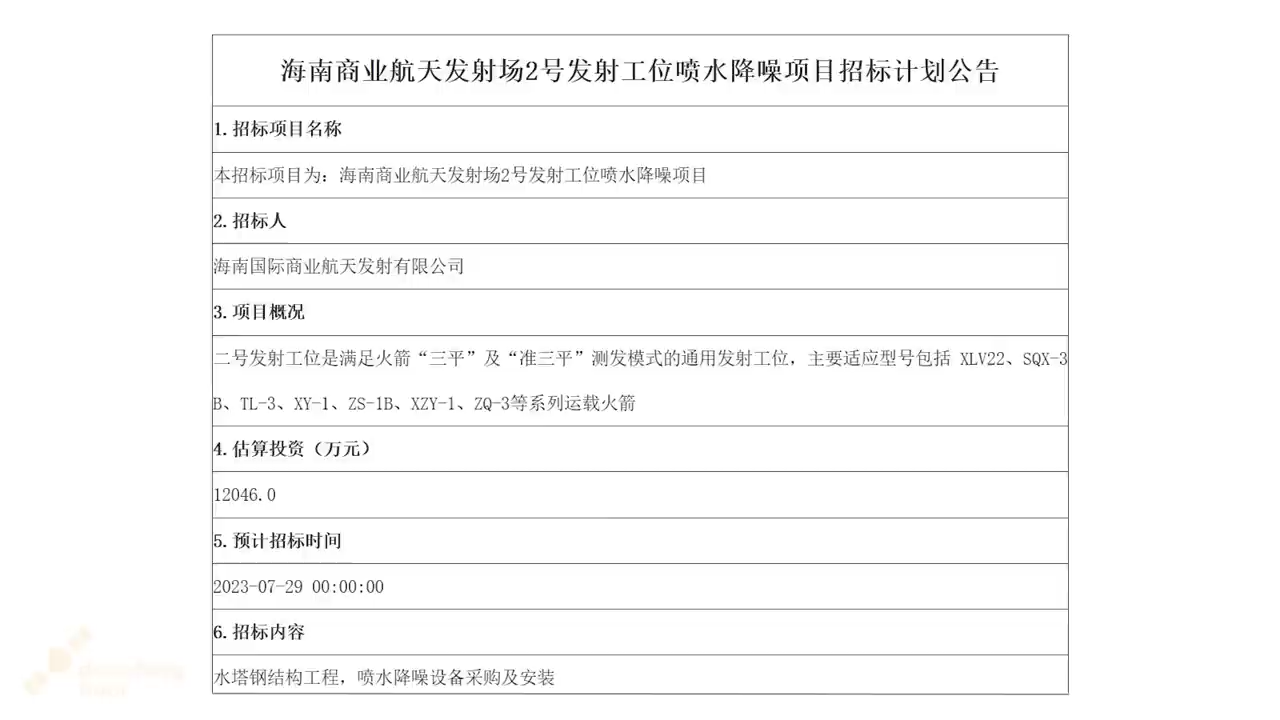 海南商业航天发射场2号发射工位喷水降噪项目招标计划公告
1.招标项目名称
本招标项目为：海南商业航天发射场2号发射工位喷水降噪项目
2.招标人
海南国际商业航天发射有限公司
3.项目概况
二号发射工位是满足火箭“三平”及“准三平”测发模式的通用发射工位，主要适应型号包括 XLV22、SQX-3
B、TL-3、XY-1、ZS-1B、XZY-1、ZQ-3等系列运载火箭
4.估算投资（万元）
12046.0
5.预计招标时间
2023-07-29 00:00:00
6.招标内容
水塔钢结构工程，喷水降噪设备采购及安装